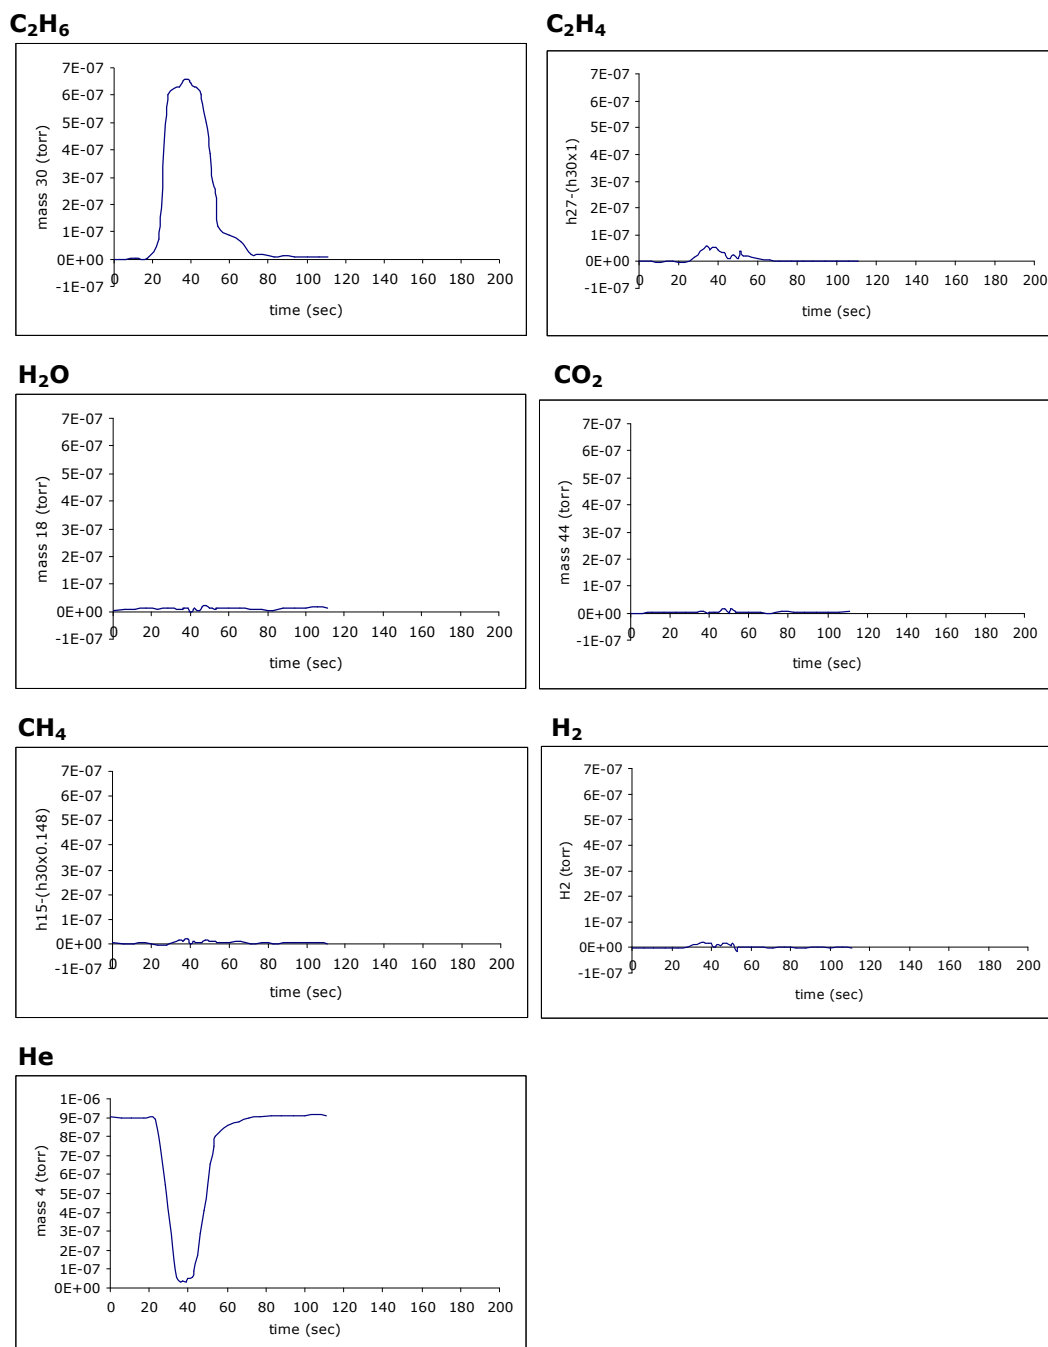 C2H6
7E-07
6E-07
5E-07
4E-07
3E-07
2E-07
1E-07
0E+00
-1E-07
0 20 40 60 80 100 120 140 160 180 200
mass 30 (torr)
time (sec)
C2H4
7E-07
6E-07
5E-07
4E-07
3E-07
2E-07
1E-07
0E+00
-1E-07
0 20 40 60 80 100 120 140 160 180 200
h27-(h30x1)
time (sec)
H2O
7E-07
6E-07
5E-07
4E-07
3E-07
2E-07
1E-07
0E+00
-1E-07
0 20 40 60 80 100 120 140 160 180 200
mass 18 (torr)
time (sec)
CO2
7E-07
6E-07
5E-07
4E-07
3E-07
2E-07
1E-07
0E+00
-1E-07
0 20 40 60 80 100 120 140 160 180 200
mass 44 (torr)
time (sec)
CH4
7E-07
6E-07
5E-07
4E-07
3E-07
2E-07
1E-07
0E+00
-1E-07
0 20 40 60 80 100 120 140 160 180 200
h15-(h30x0.148)
time (sec)
H2
7E-07
6E-07
5E-07
4E-07
3E-07
2E-07
1E-07
0E+00
-1E-07
0 20 40 60 80 100 120 140 160 180 200
H2 (torr)
time (sec)
He
1E-06
9E-07
8E-07
7E-07
6E-07
5E-07
4E-07
3E-07
2E-07
1E-07
0E+00
0 20 40 60 80 100 120 140 160 180 200
mass 4 (torr)
time (sec)